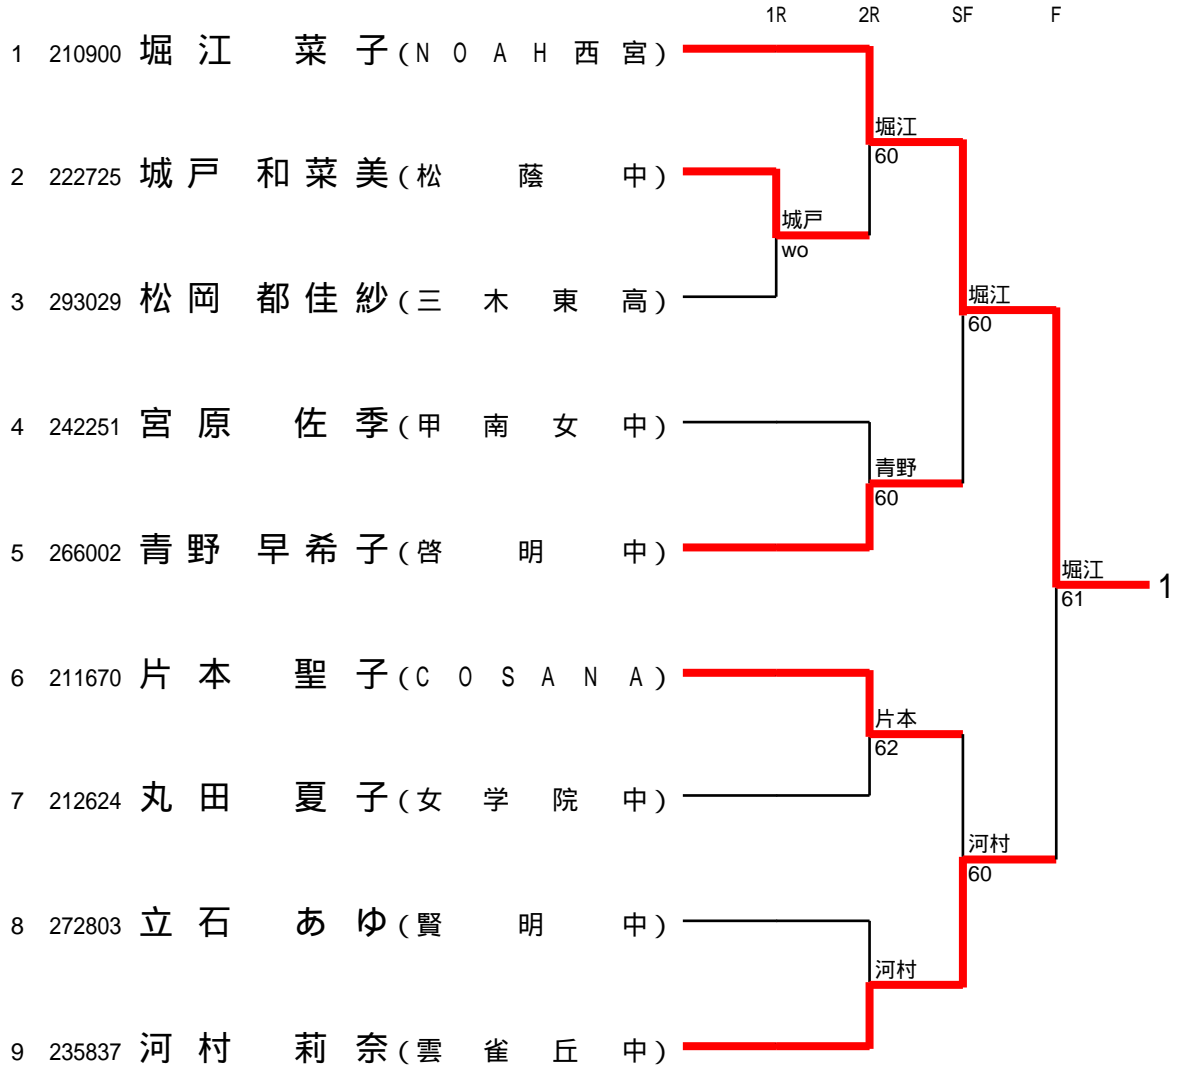 1R 2R SF F
1 210900 堀江 菜子(NOAH西宮)
堀江
60
2 222725 城戸 和菜美(松蔭中)
城戸
wo
3 293029 松岡 都佳紗(三木東高)
堀江
60
4 242251 宮原 佐季(甲南女中)
青野
60
5 266002 青野 早希子(啓明中)
堀江
61
1
6 211670 片本 聖子(COSANA)
片本
62
7 212624 丸田 夏子(女学院中)
河村
60
8 272803 立石 あゆ(賢明中)
河村
9 235837 河村 莉奈(雲雀丘中)